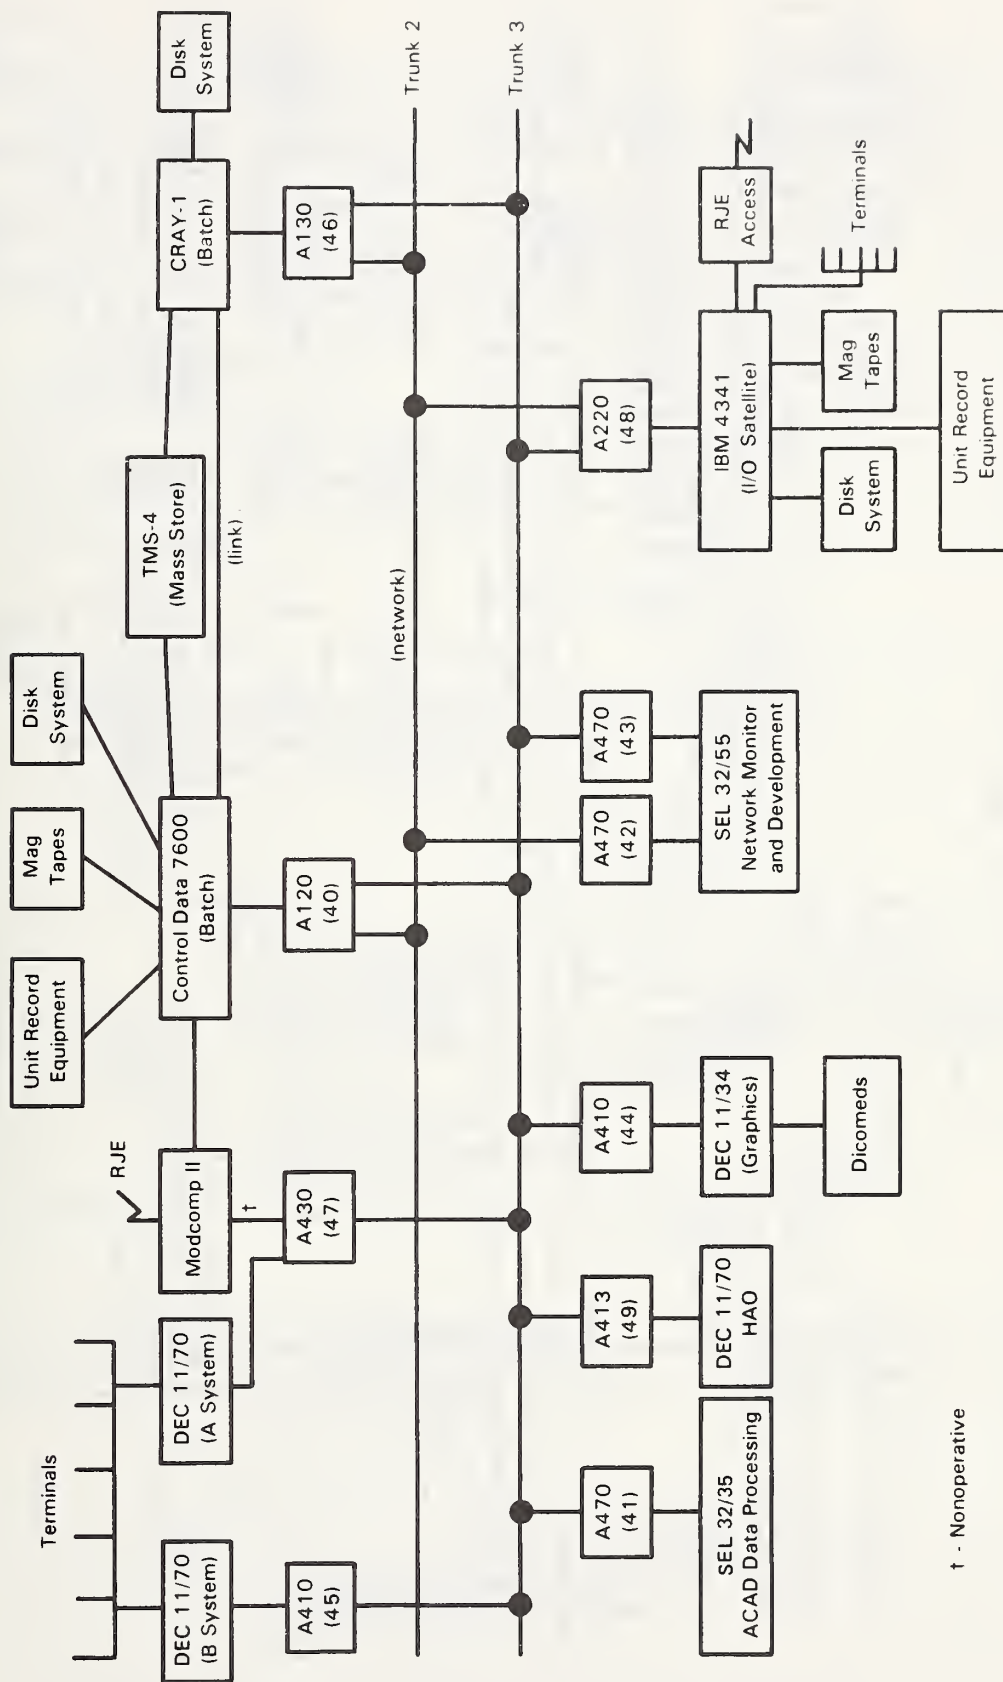 Terminals
DEC 11/70
(B System)
DEC 11/70
(A System)
RJE
Modcomp II
†
Unit Record
Equipment
Mag
Tapes
Disk
System
Control Data 7600
(Batch)
TMS-4
(Mass Store)
(link)
CRAY-1
(Batch)
Disk
System
A410
(45)
A430
(47)
A120
(40)
A130
(46)
(network)
Trunk 2
Trunk 3
A470
(41)
A413
(49)
A410
(44)
A470
(42)
A470
(43)
A220
(48)
SEL 32/35
ACAD Data Processing
DEC 11/70
HAO
DEC 11/34
(Graphics)
SEL 32/55
Network Monitor
and Development
IBM 4341
(I/O Satellite)
RJE
Access
Dicomeds
Disk
System
Mag
Tapes
Terminals
Unit Record
Equipment
† - Nonoperative